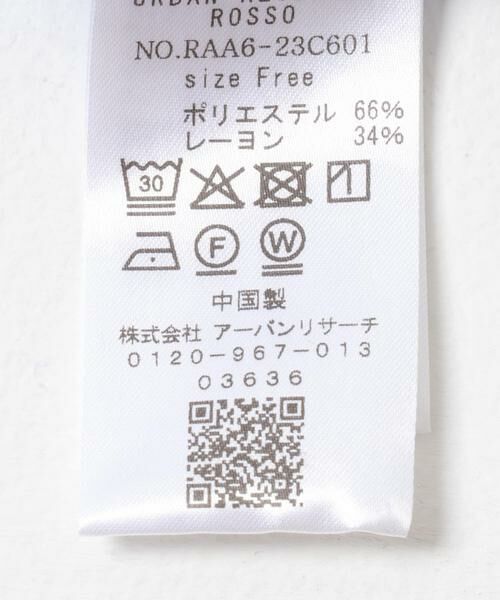 ROSSO
NO.RAA6-23C601
size Free
ポリエステル 66%
レーヨン 34%
30
F W
中国製
株式会社 アーバンリサーチ
0120-967-013
03636